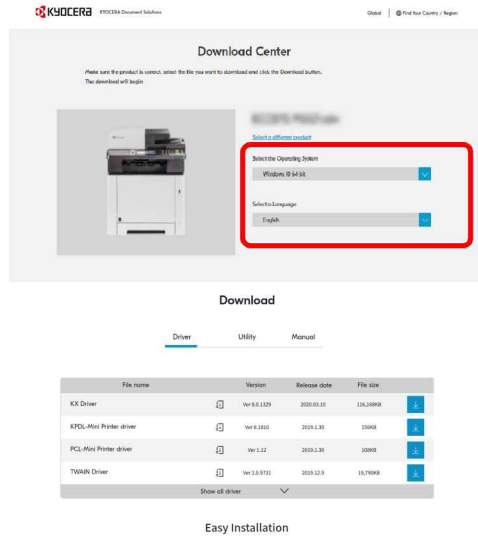 KYOCERA KYOCERA Document Solutions Global Find Your Country / Region
Download Center
Make sure the product is correct, select the file you want to download and click the Download button.
The download will begin
Select a different product
Select the Operating System
Windows 10 64-bit
Select a Language
English
Download
Driver Utility Manual
File name Version Release date File size
KX Driver Ver 8.0.1329 2020.03.10 116,168KB
KPDL-Mini Printer driver Ver 8.1910 2019.1.30 156KB
PCL-Mini Printer driver Ver 1.12 2019.1.30 108KB
TWAIN Driver Ver 2.0.9731 2019.12.9 19,790KB
Show all driver
Easy Installation